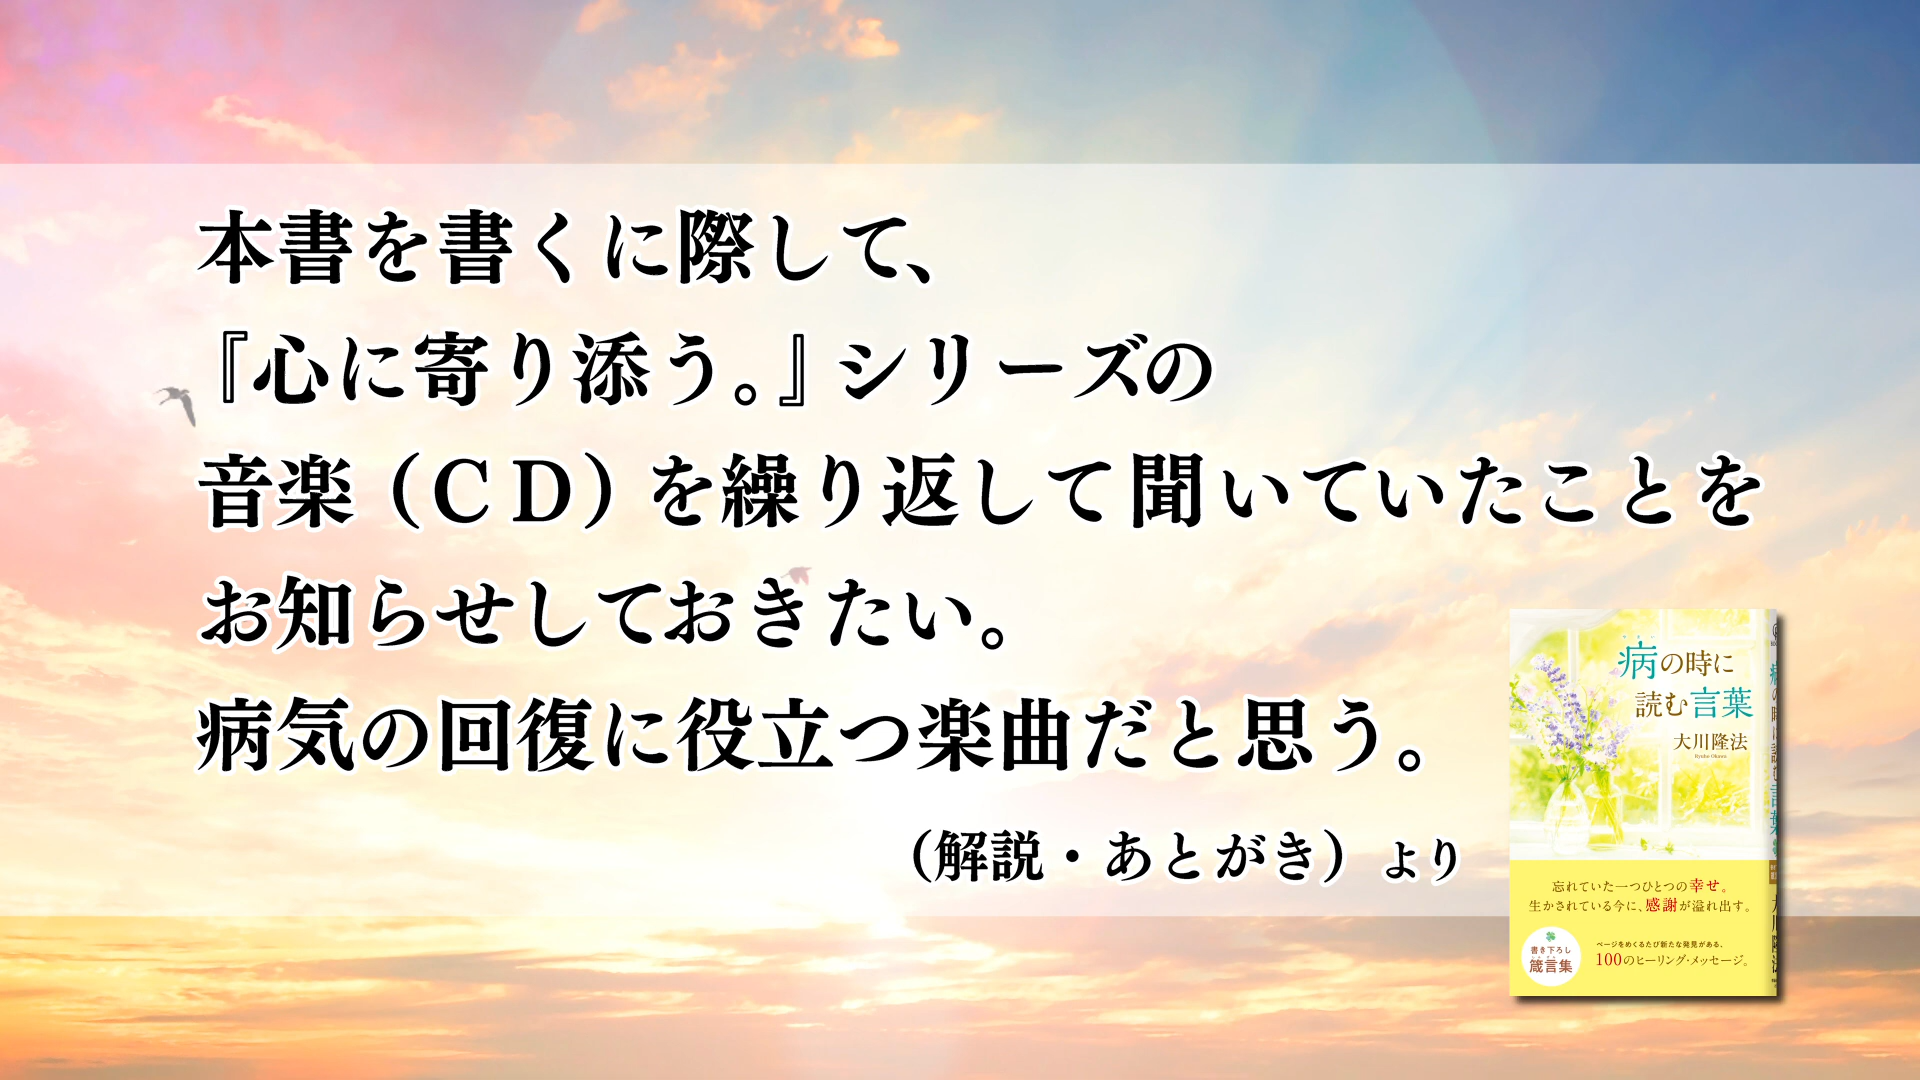 本書を書くに際して、
『心に寄り添う。』シリーズの
音楽（ＣＤ）を繰り返して聞いていたことを
お知らせしておきたい。
病気の回復に役立つ楽曲だと思う。
（解説・あとがき）より
病の時に
読む言葉
大川隆法
Ryuho Okawa
忘れていた一つひとつの幸せ。
生かされている今に、感謝が溢れ出す。
書き下ろし
箴言集
ページをめくるたび新たな発見がある、
100のヒーリング・メッセージ。